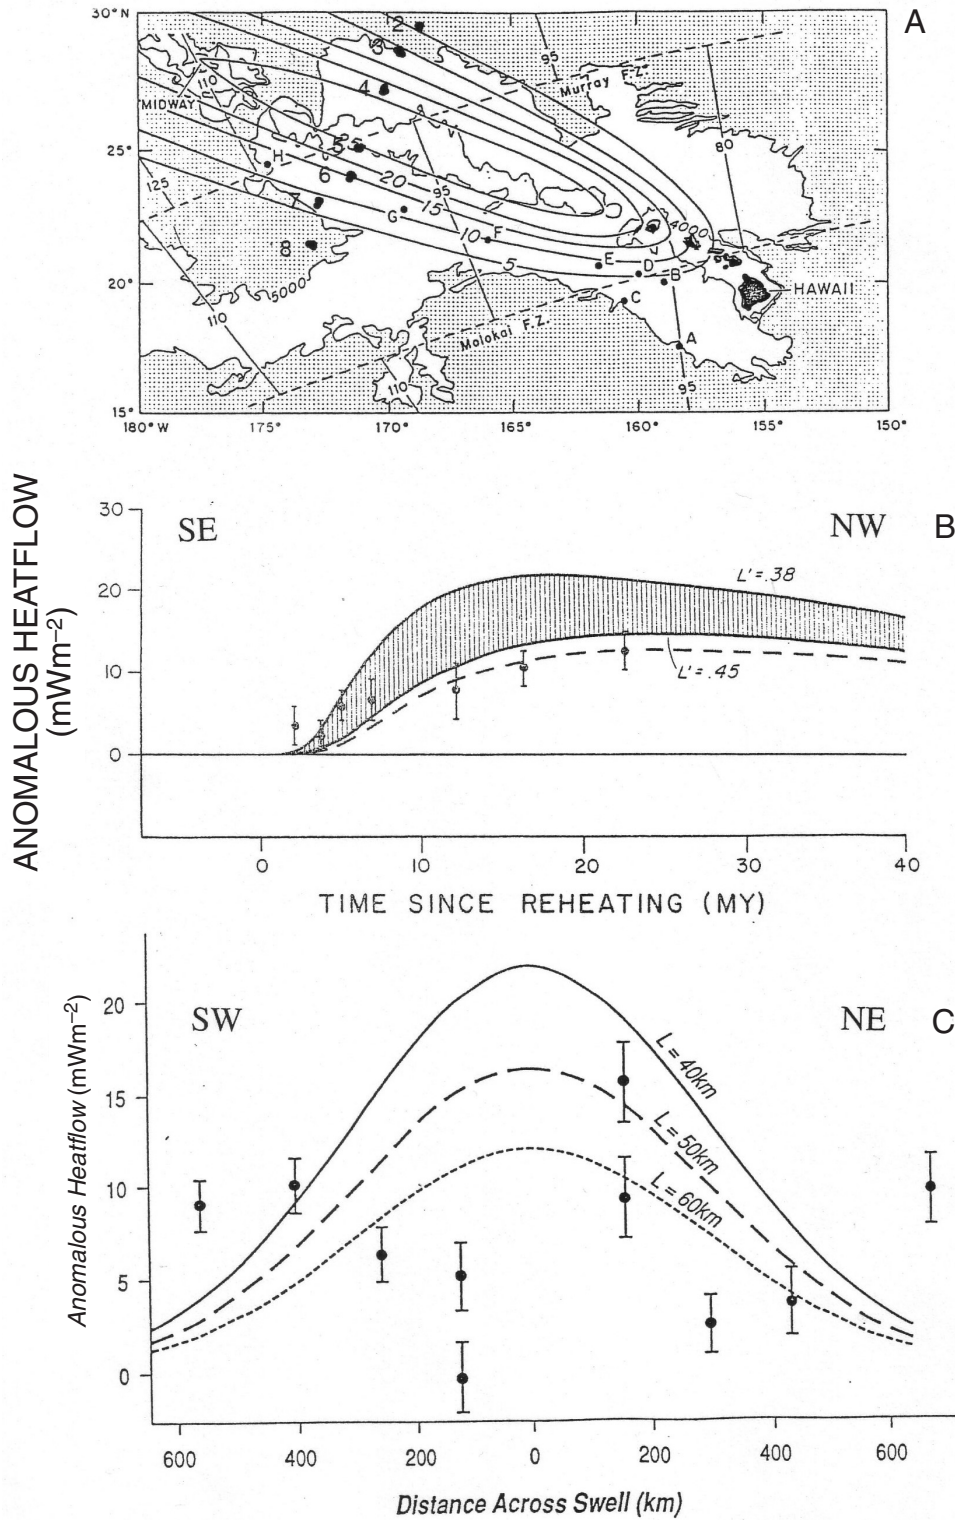 A
30°N
25°
20°
15°
180°W
175°
170°
165°
160°
155°
150°
MIDWAY
HAWAII
Murray F.Z.
Molokai F.Z.
2
3
4
5
6
7
8
H
G
F
E
D
C
B
A
110
125
110
110
95
95
95
80
25
20
15
10
5
5000
4000
B
SE
NW
ANOMALOUS HEATFLOW
(mWm–2)
30
20
10
0
L'=.38
L'=.45
0
10
20
30
40
TIME SINCE REHEATING (MY)
C
SW
NE
Anomalous Heatflow (mWm–2)
20
15
10
5
0
L = 40km
L = 50km
L = 60km
600
400
200
0
200
400
600
Distance Across Swell (km)